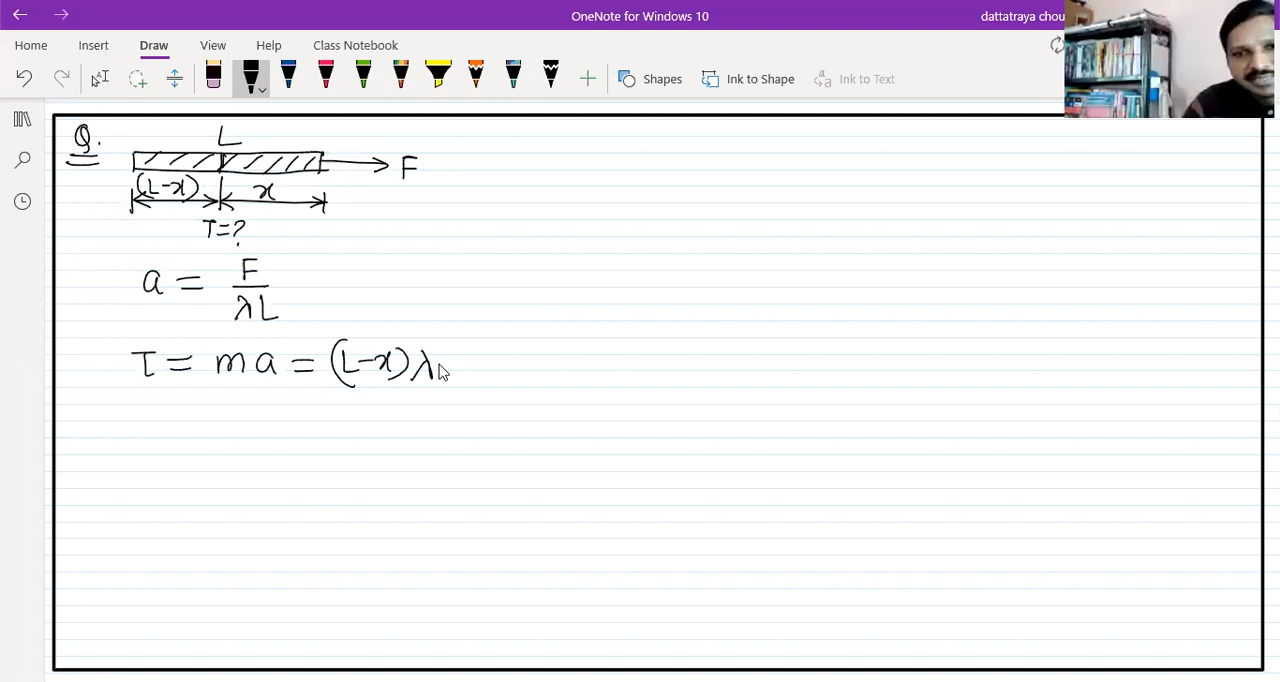 OneNote for Windows 10
dattatraya chou
Home Insert Draw View Help Class Notebook
Shapes Ink to Shape Ink to Text
Q.
L
F
(L-x) x
T=?
a = F/λL
T = ma = (L-x)λ